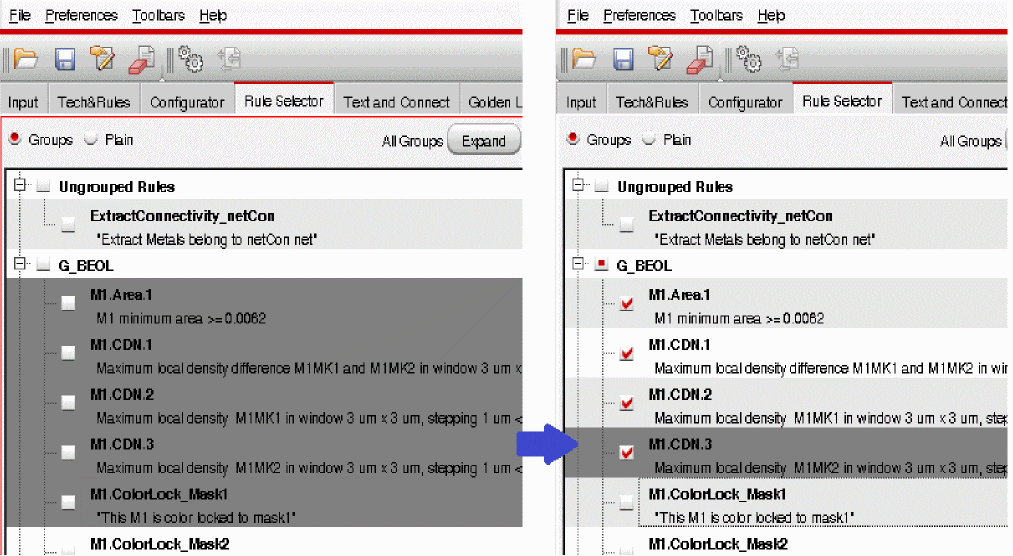 File Preferences Toolbars Help
Input Tech&Rules Configurator Rule Selector Text and Connect Golden L
Groups Plain All Groups Expand
Ungrouped Rules
ExtractConnectivity_netCon
"Extract Metals belong to netCon net"
G_BEOL
M1.Area.1
M1 minimum area >= 0.0062
M1.CDN.1
Maximum local density difference M1MK1 and M1MK2 in window 3 um x
M1.CDN.2
Maximum local density M1MK1 in window 3 um x 3 um, stepping 1 um <
M1.CDN.3
Maximum local density M1MK2 in window 3 um x 3 um, stepping 1 um <
M1.ColorLock_Mask1
"This M1 is color locked to mask1"
M1.ColorLock_Mask2
File Preferences Toolbars Help
Input Tech&Rules Configurator Rule Selector Text and Connect
Groups Plain All Groups
Ungrouped Rules
ExtractConnectivity_netCon
"Extract Metals belong to netCon net"
G_BEOL
M1.Area.1
M1 minimum area >= 0.0062
M1.CDN.1
Maximum local density difference M1MK1 and M1MK2 in win
M1.CDN.2
Maximum local density M1MK1 in window 3 um x 3 um, step
M1.CDN.3
Maximum local density M1MK2 in window 3 um x 3 um, step
M1.ColorLock_Mask1
"This M1 is color locked to mask1"
M1.ColorLock_Mask2